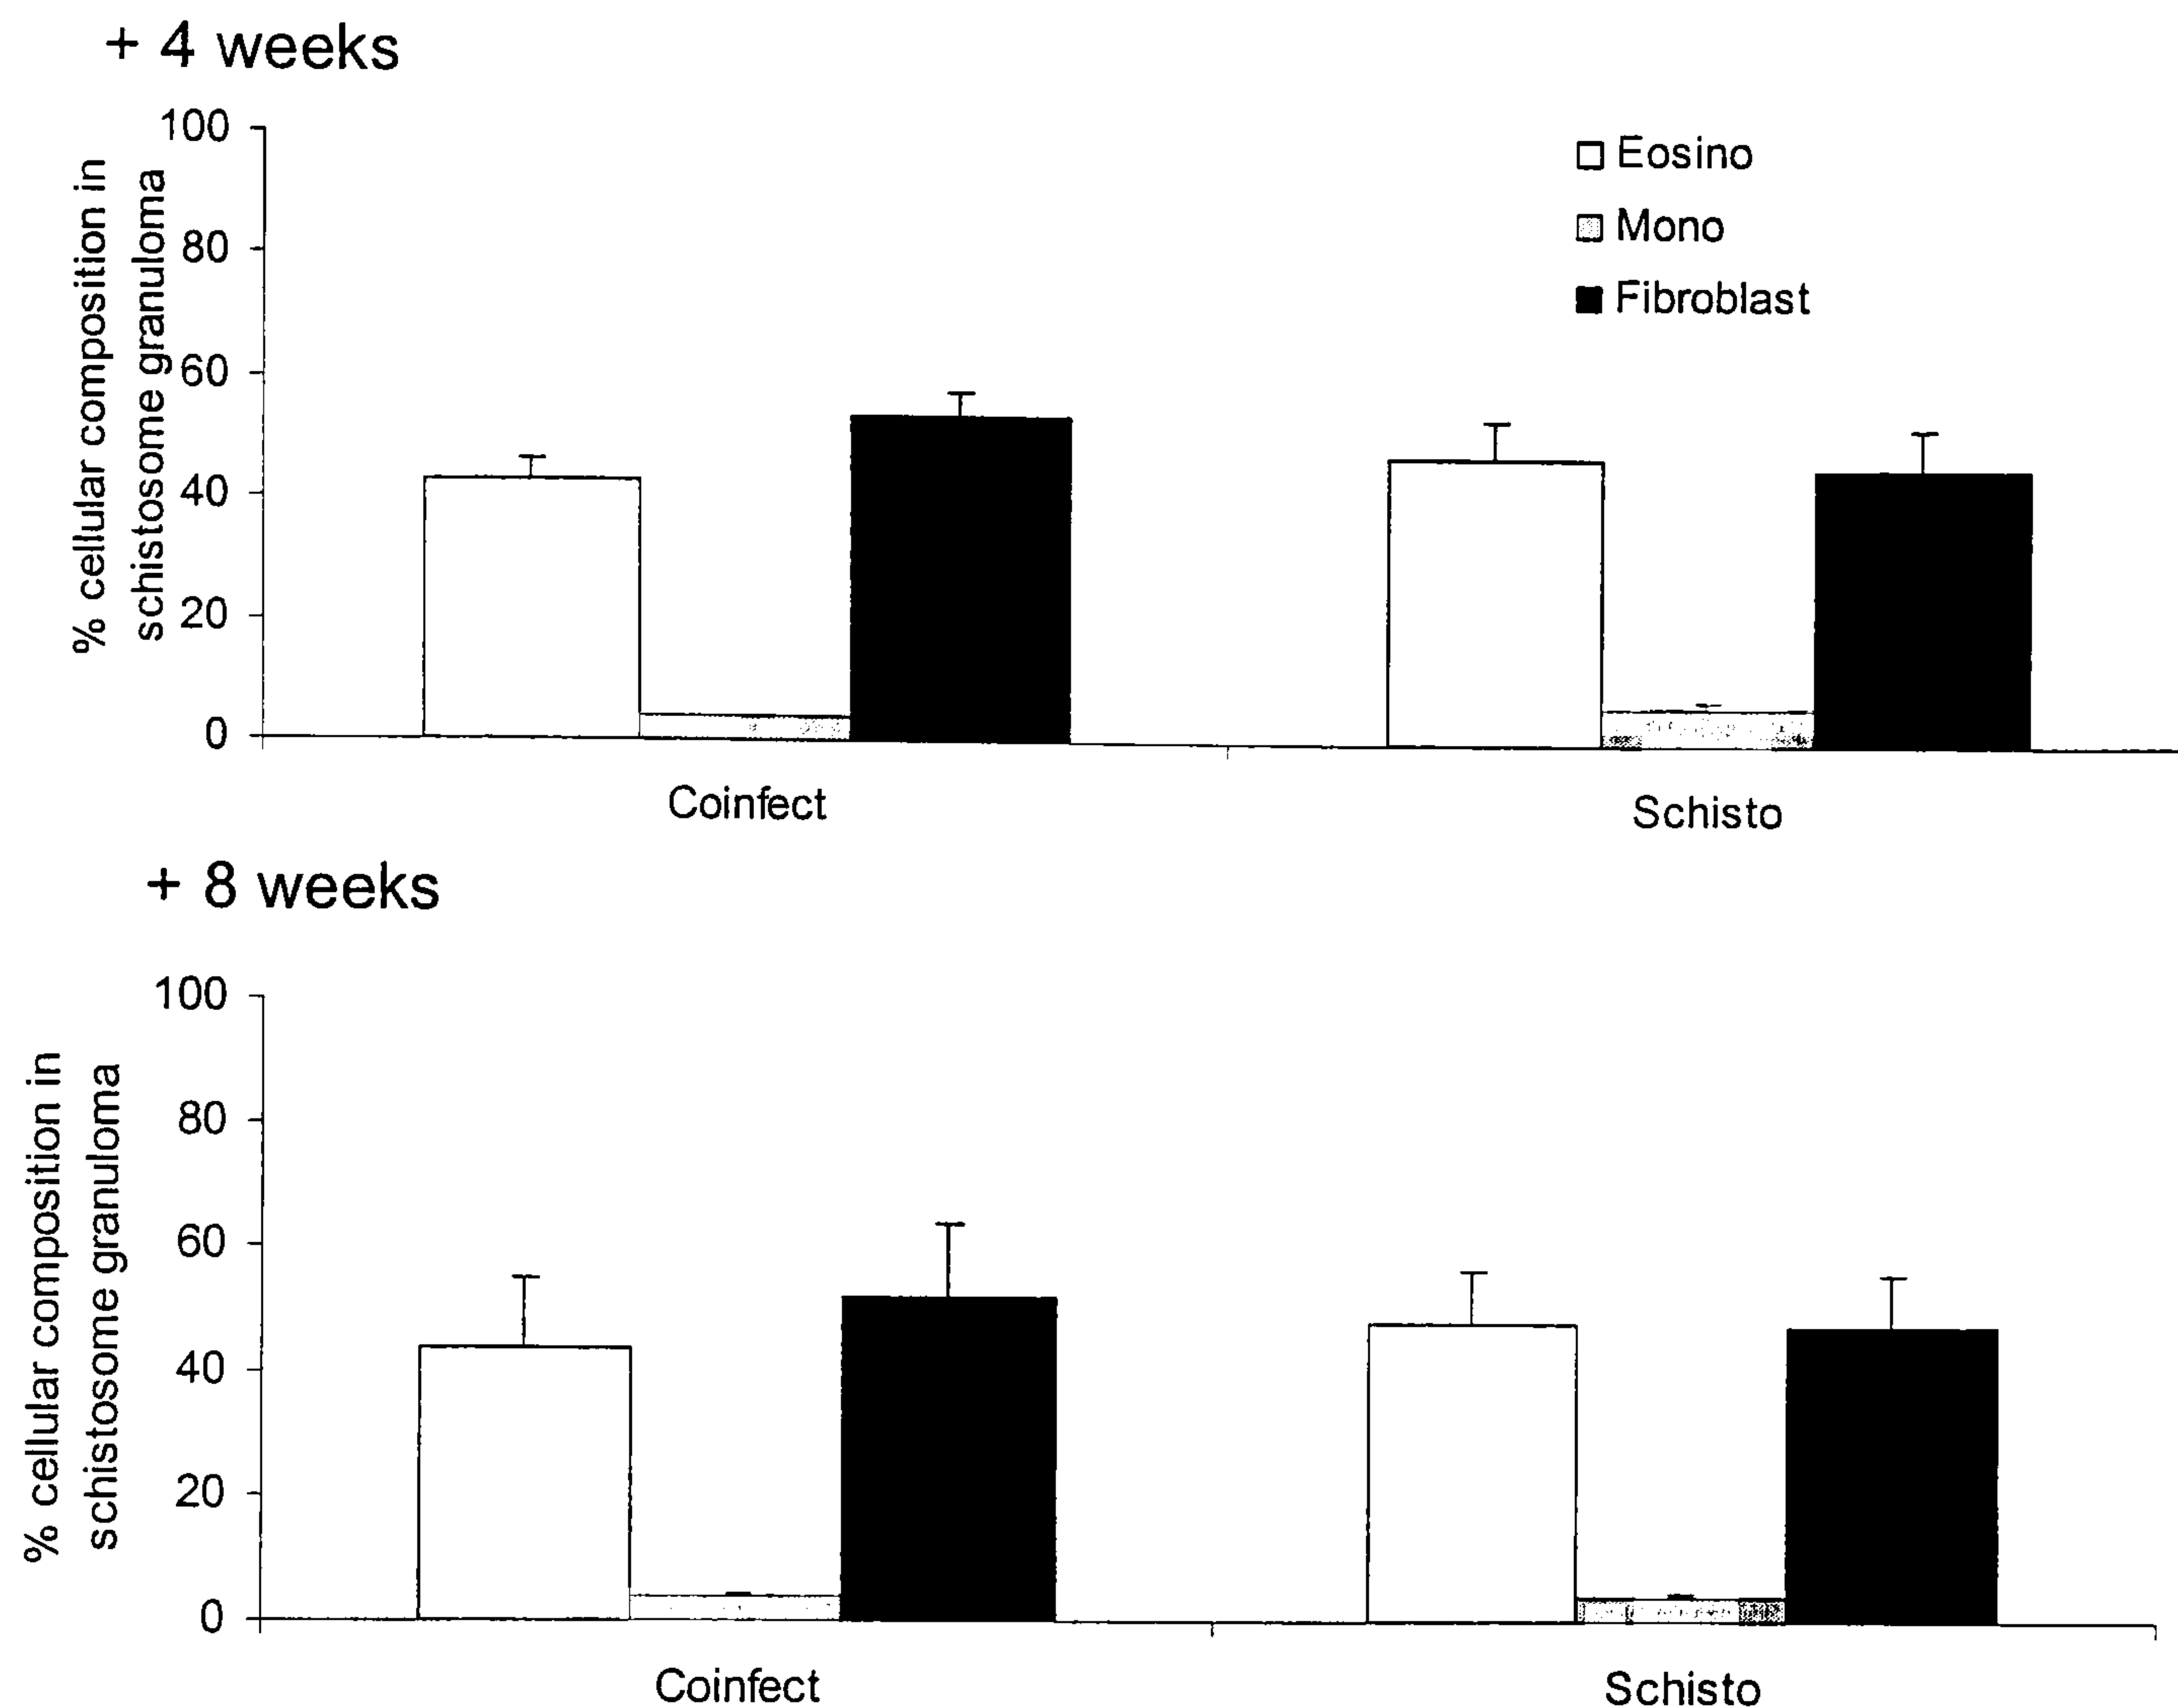 + 4 weeks
% cellular composition in
schistosome granuloma
100
80
60
40
20
0
Eosino
Mono
Fibroblast
Coinfect
Schisto
+ 8 weeks
% cellular composition in
schistosome granuloma
100
80
60
40
20
0
Coinfect
Schisto